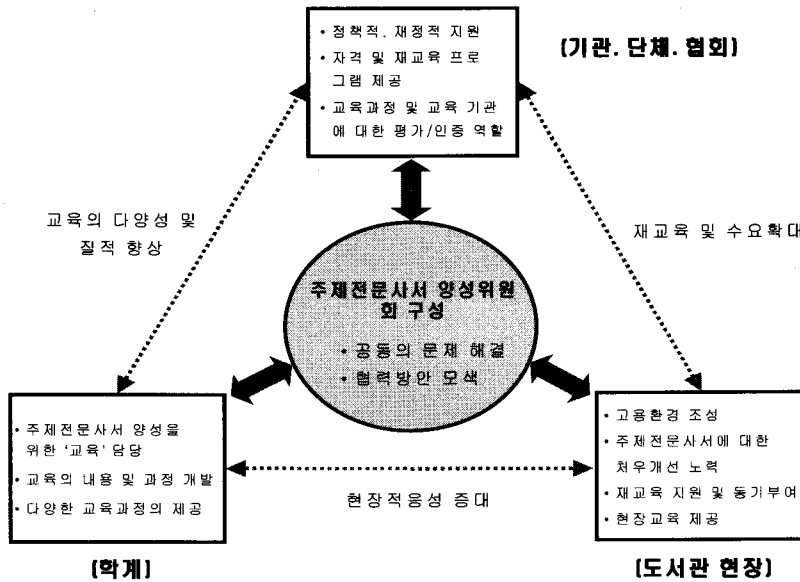 • 정책적, 재정적 지원
• 자격 및 재교육 프로
그램 제공
• 교육과정 및 교육 기관
에 대한 평가/인증 역할
(기관. 단체. 협회)
교육의 다양성 및
질적 향상
재교육 및 수요확대
주제전문사서 양성위원
회 구성
• 공동의 문제 해결
• 협력방안 모색
• 주제전문사서 양성을
위한 '교육' 담당
• 교육의 내용 및 과정 개발
• 다양한 교육과정의 제공
(학계)
현장적응성 증대
• 고용환경 조성
• 주제전문사서에 대한
처우개선 노력
• 재교육 지원 및 동기부여
• 현장교육 제공
(도서관 현장)